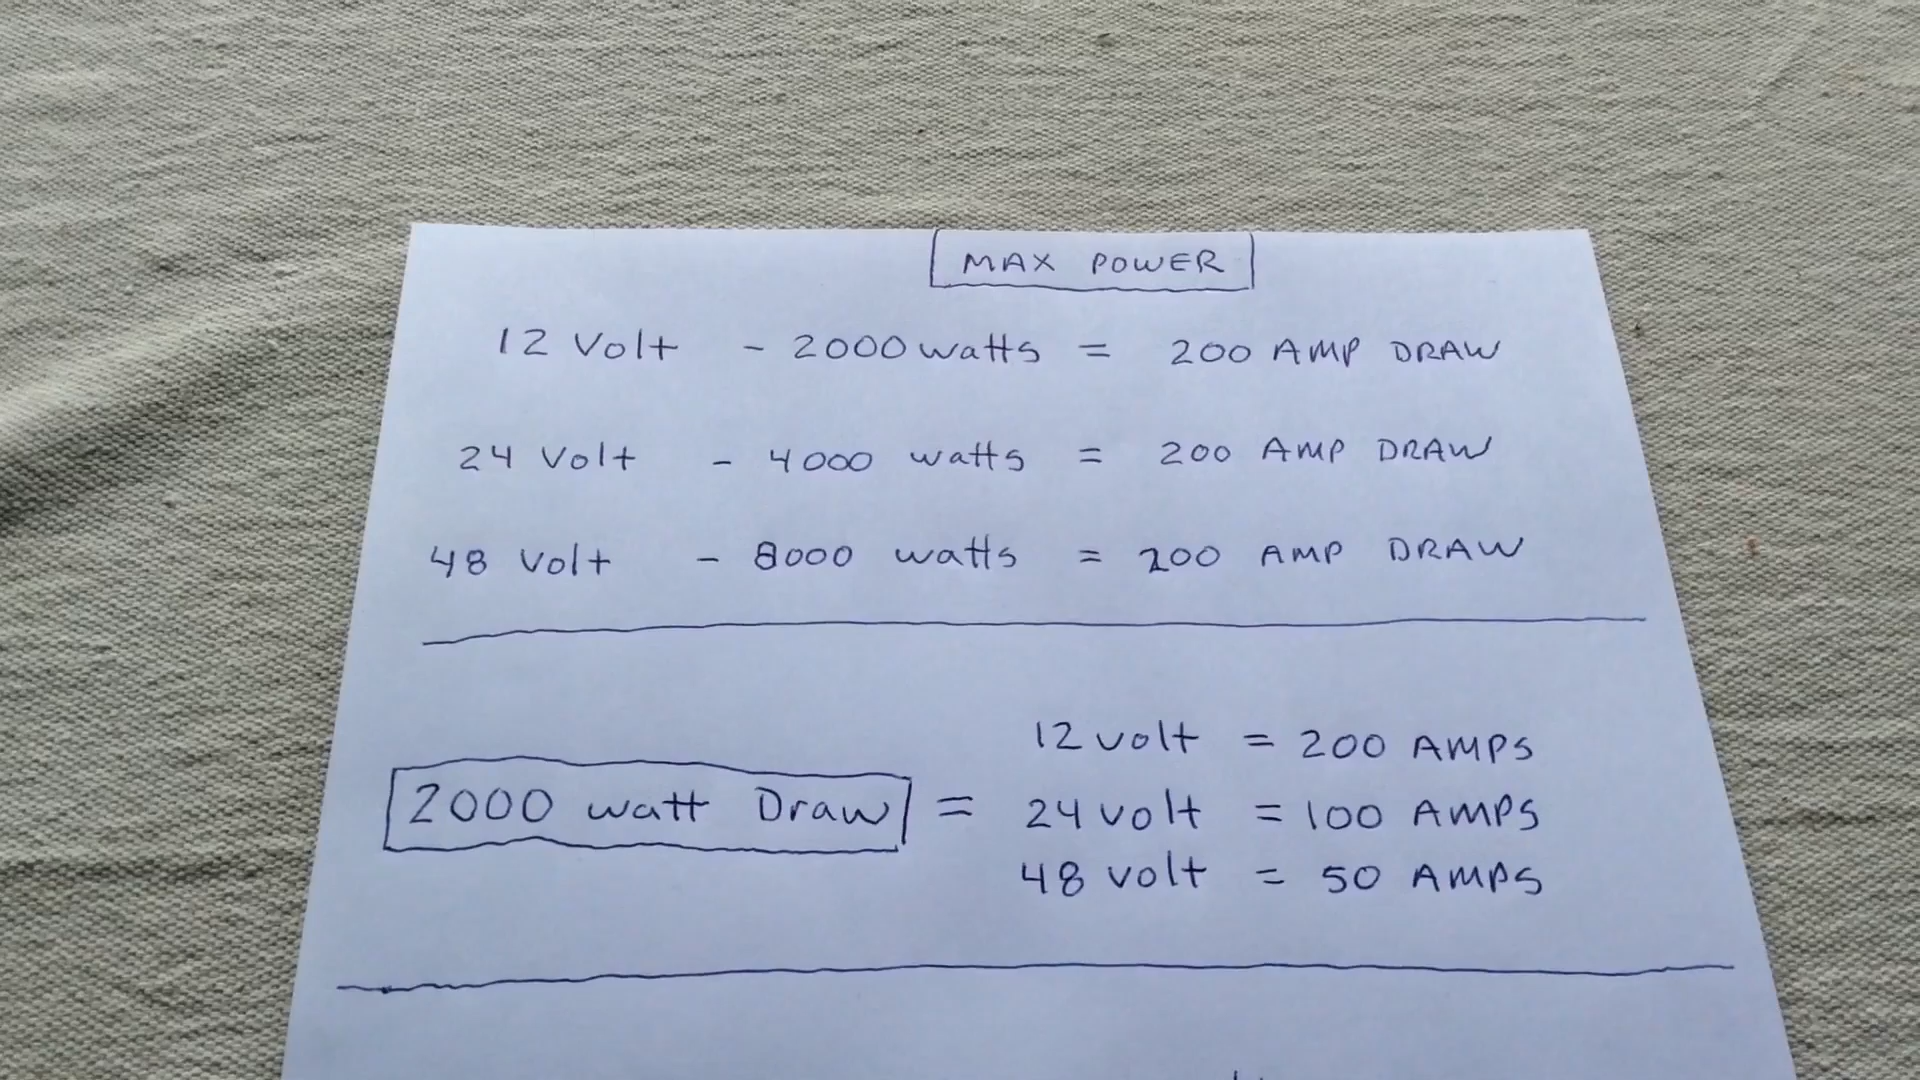 MAX POWER
12 Volt - 2000 watts = 200 AMP DRAW
24 Volt - 4000 watts = 200 AMP DRAW
48 Volt - 8000 watts = 200 AMP DRAW
12 volt = 200 AMPS
2000 watt Draw = 24 volt = 100 AMPS
48 volt = 50 AMPS